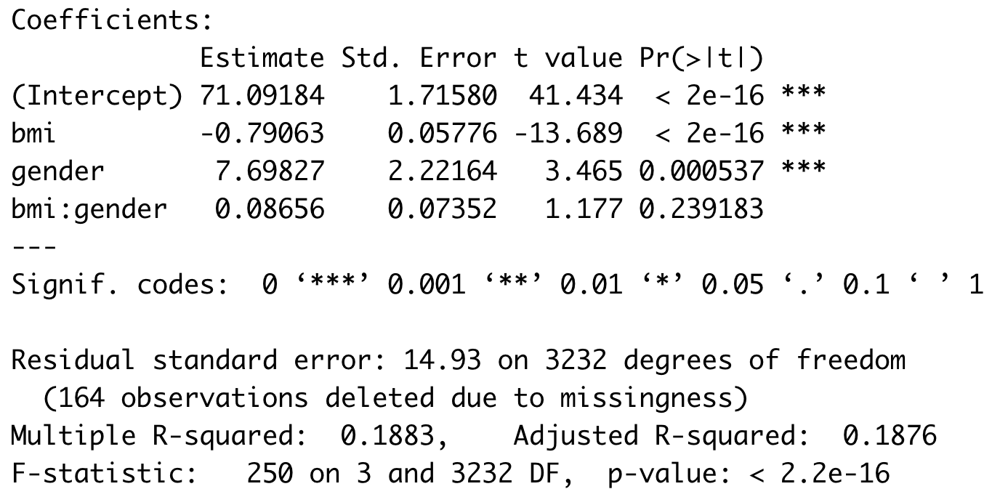 Coefficients:
            Estimate Std. Error t value Pr(>|t|)
(Intercept) 71.09184    1.71580  41.434  < 2e-16 ***
bmi         -0.79063    0.05776 -13.689  < 2e-16 ***
gender       7.69827    2.22164   3.465 0.000537 ***
bmi:gender   0.08656    0.07352   1.177 0.239183
---
Signif. codes:  0 ‘***’ 0.001 ‘**’ 0.01 ‘*’ 0.05 ‘.’ 0.1 ‘ ’ 1
Residual standard error: 14.93 on 3232 degrees of freedom
  (164 observations deleted due to missingness)
Multiple R-squared:  0.1883,    Adjusted R-squared:  0.1876
F-statistic:   250 on 3 and 3232 DF,  p-value: < 2.2e-16